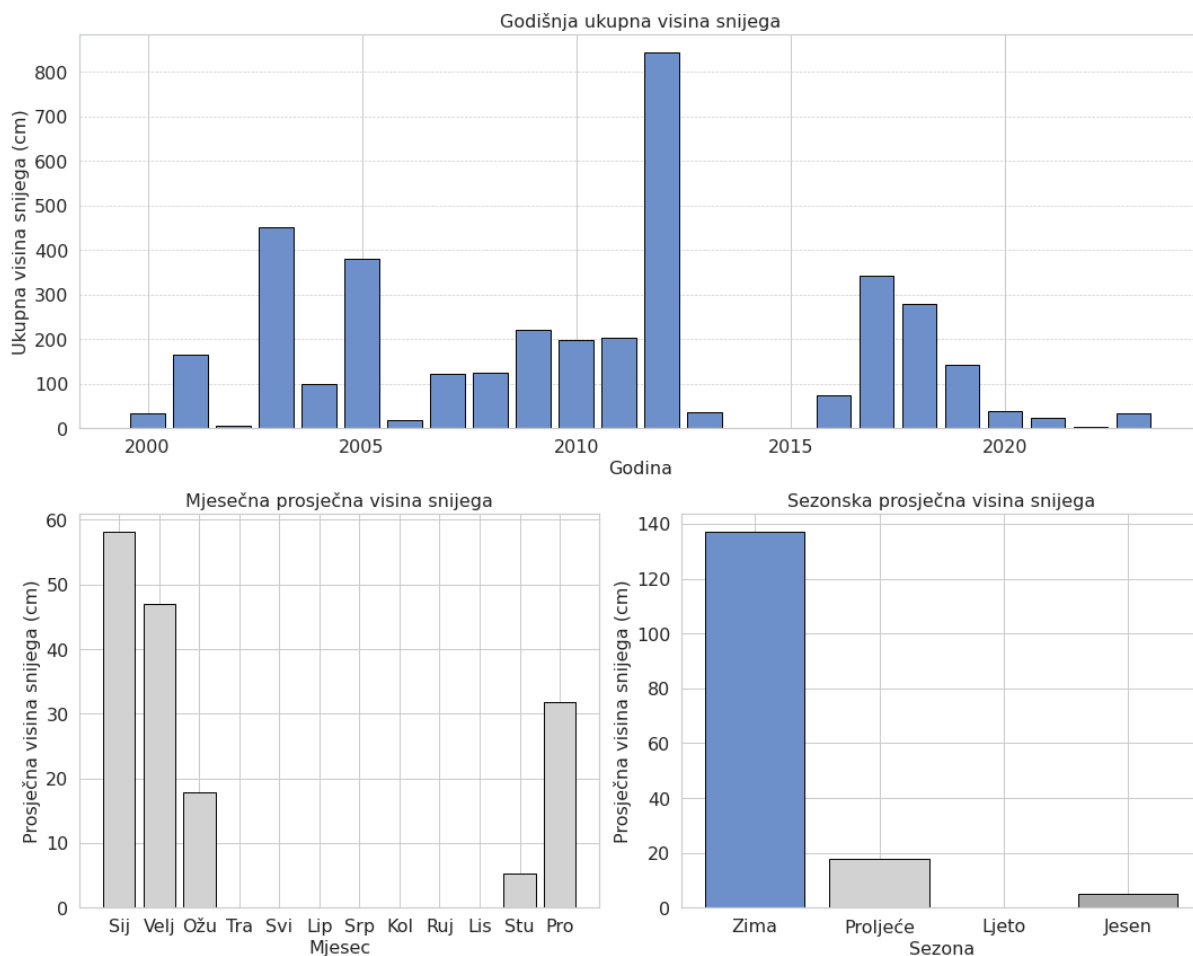 Godišnja ukupna visina snijega
Ukupna visina snijega (cm)
800
700
600
500
400
300
200
100
0
2000 2005 2010 2015 2020
Godina
Mjesečna prosječna visina snijega
Prosječna visina snijega (cm)
60
50
40
30
20
10
0
Sij Velj Ožu Tra Svi Lip Srp Kol Ruj Lis Stu Pro
Mjesec
Sezonska prosječna visina snijega
Prosječna visina snijega (cm)
140
120
100
80
60
40
20
0
Zima Proljeće Ljeto Jesen
Sezona